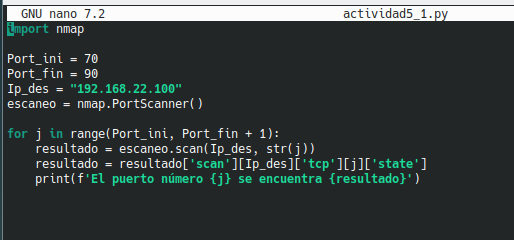 GNU nano 7.2 actividad5_1.py
import nmap
Port_ini = 70
Port_fin = 90
Ip_des = "192.168.22.100"
escaneo = nmap.PortScanner()
for j in range(Port_ini, Port_fin + 1):
    resultado = escaneo.scan(Ip_des, str(j))
    resultado = resultado['scan'][Ip_des]['tcp'][j]['state']
    print(f'El puerto número {j} se encuentra {resultado}')